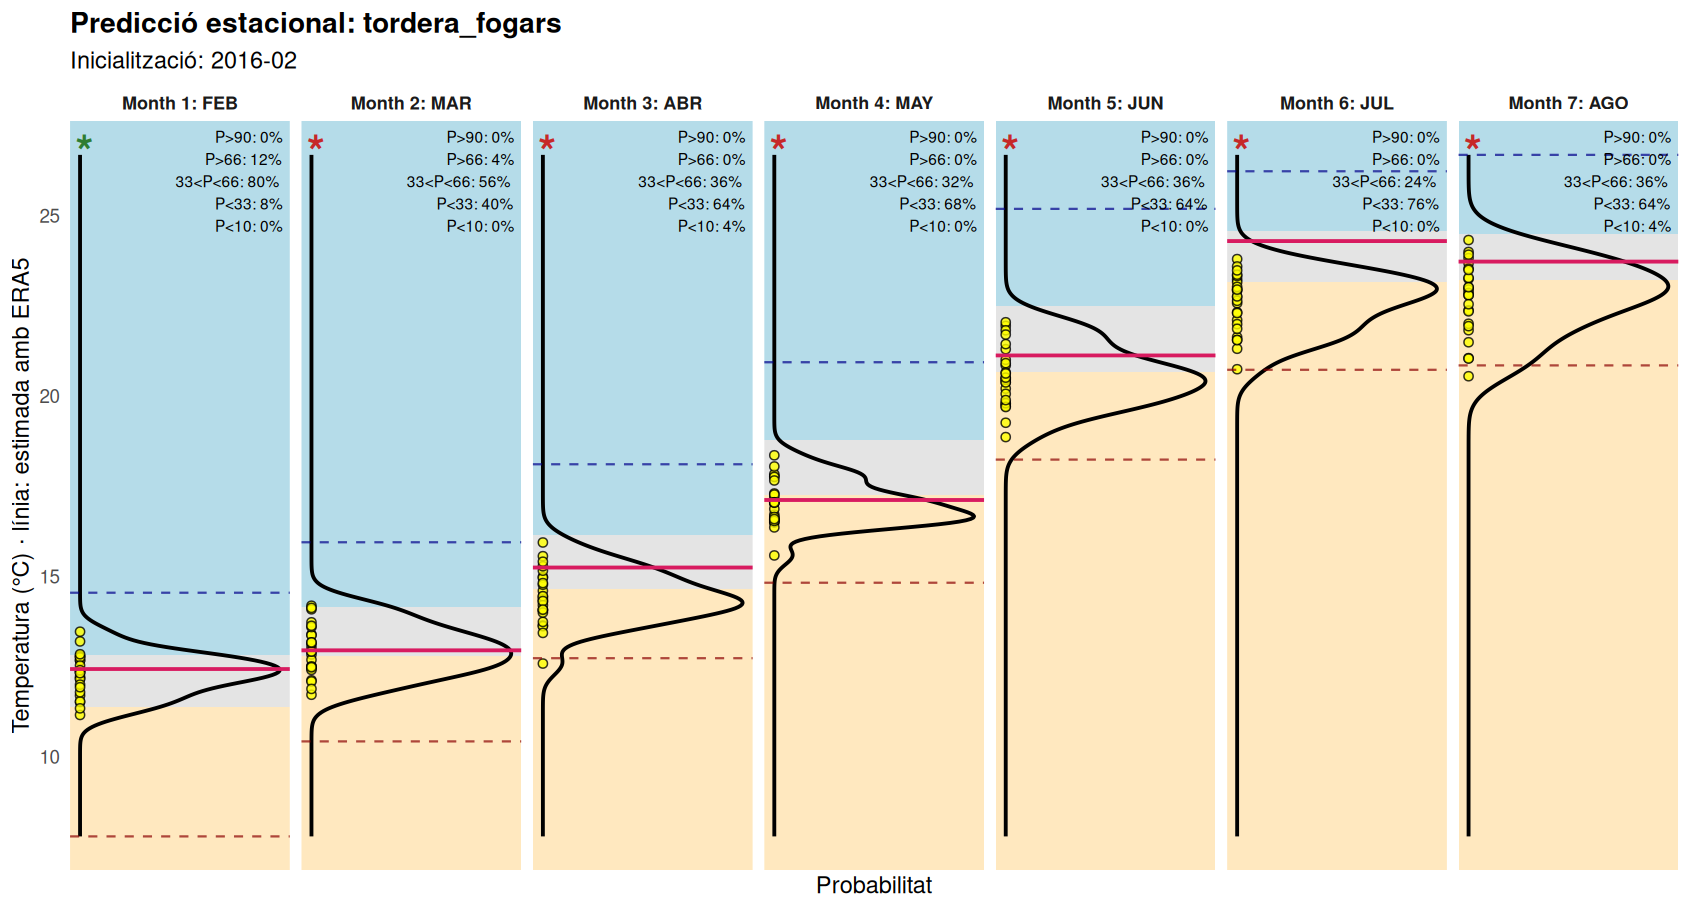 Predicció estacional: tordera_fogars
Inicialització: 2016-02
Month 1: FEB
Month 2: MAR
Month 3: ABR
Month 4: MAY
Month 5: JUN
Month 6: JUL
Month 7: AGO
P>90: 0%
P>66: 12%
33<P<66: 80%
P<33: 8%
P<10: 0%
P>90: 0%
P>66: 4%
33<P<66: 56%
P<33: 40%
P<10: 0%
P>90: 0%
P>66: 0%
33<P<66: 36%
P<33: 64%
P<10: 4%
P>90: 0%
P>66: 0%
33<P<66: 32%
P<33: 68%
P<10: 0%
P>90: 0%
P>66: 0%
33<P<66: 36%
P<33: 64%
P<10: 0%
P>90: 0%
P>66: 0%
33<P<66: 24%
P<33: 76%
P<10: 0%
P>90: 0%
P>66: 0%
33<P<66: 36%
P<33: 64%
P<10: 4%
25
20
15
10
Temperatura (°C) · línia: estimada amb ERA5
Probabilitat